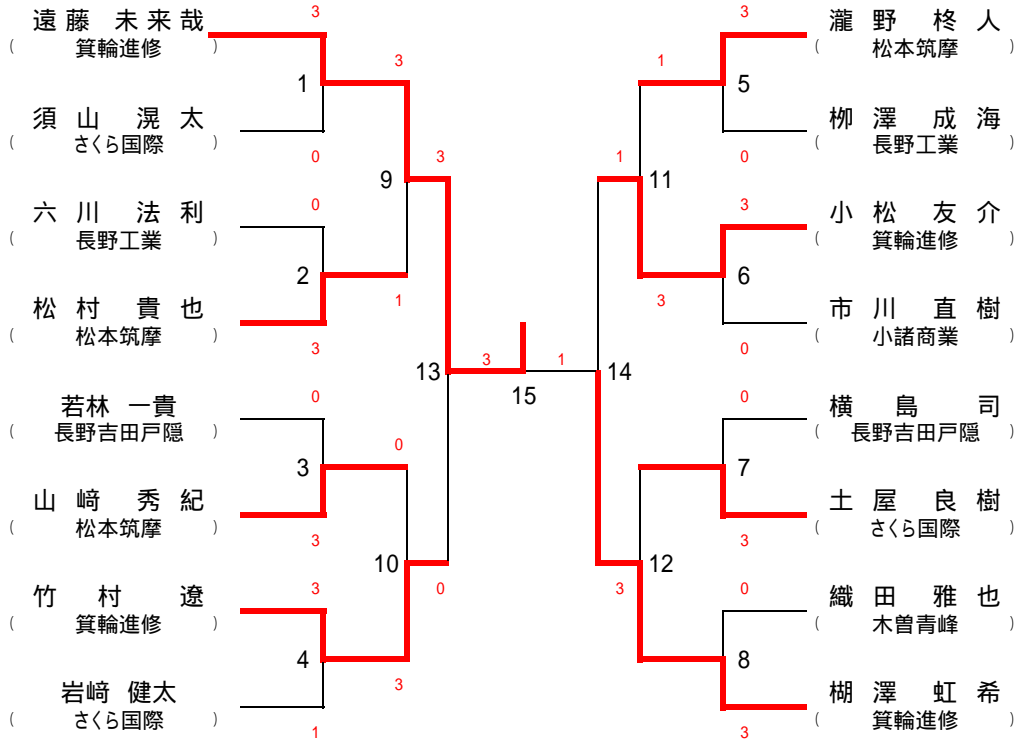 遠藤 未来哉
( 箕輪進修 )
須山 滉太
( さくら国際 )
六川 法利
( 長野工業 )
松村 貴也
( 松本筑摩 )
若林 一貴
( 長野吉田戸隠 )
山﨑 秀紀
( 松本筑摩 )
竹村 遼
( 箕輪進修 )
岩﨑 健太
( さくら国際 )
3
1
0
0
2
3
0
3
3
3
4
1
3
9
1
0
10
3
3
13
0
3
15
1
1
14
3
1
11
3
12
3
5
0
3
6
0
0
7
3
0
8
3
瀧野 柊人
( 松本筑摩 )
栁澤 成海
( 長野工業 )
小松 友介
( 箕輪進修 )
市川 直樹
( 小諸商業 )
横島 司
( 長野吉田戸隠 )
土屋 良樹
( さくら国際 )
織田 雅也
( 木曽青峰 )
楜澤 虹希
( 箕輪進修 )